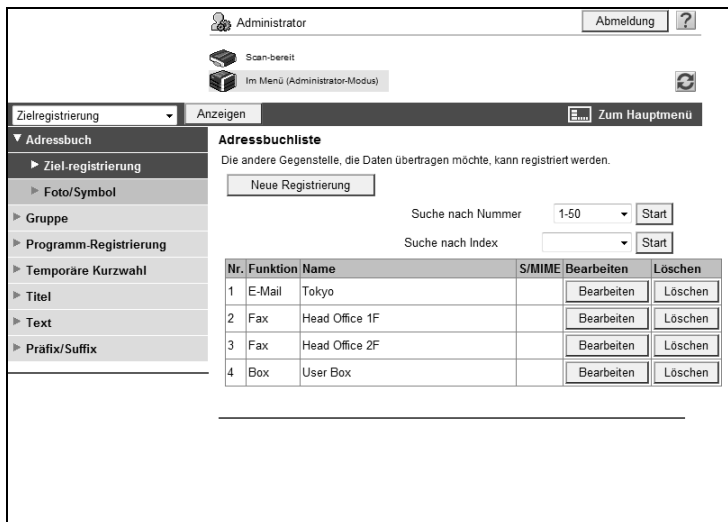 Administrator
Abmeldung
?
Scan-bereit
Im Menü (Administrator-Modus)
Zielregistrierung
Anzeigen
Zum Hauptmenü
Adressbuch
Ziel-registrierung
Foto/Symbol
Gruppe
Programm-Registrierung
Temporäre Kurzwahl
Titel
Text
Präfix/Suffix
Adressbuchliste
Die andere Gegenstelle, die Daten übertragen möchte, kann registriert werden.
Neue Registrierung
Suche nach Nummer 1-50 Start
Suche nach Index Start
Nr. Funktion Name S/MIME Bearbeiten Löschen
1 E-Mail Tokyo Bearbeiten Löschen
2 Fax Head Office 1F Bearbeiten Löschen
3 Fax Head Office 2F Bearbeiten Löschen
4 Box User Box Bearbeiten Löschen